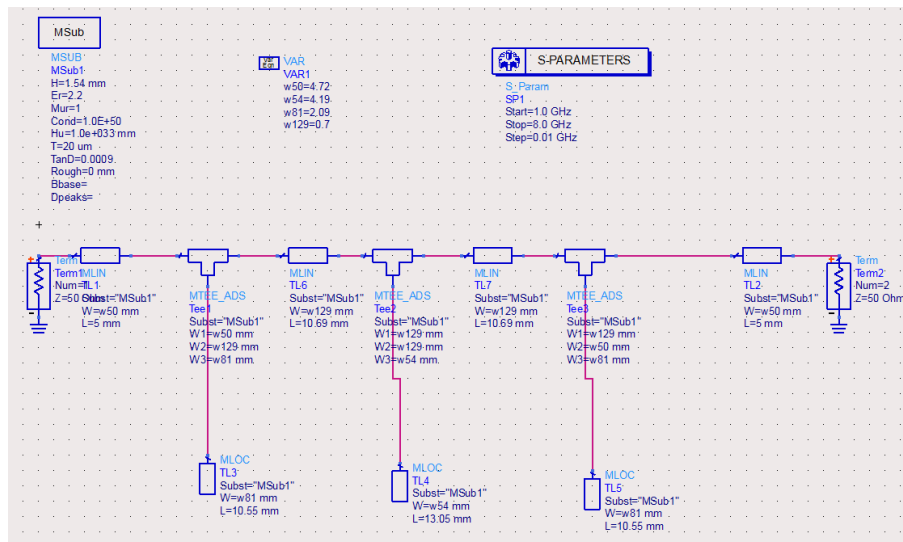 MSub
MSUB
MSub1
H=1.54 mm
Er=2.2
Mur=1
Cond=1.0E+50
Hu=1.0e+033 mm
T=20 um
TanD=0.0009
Rough=0 mm
Bbase=
Dpeaks=
Var
Eqn
VAR
VAR1
w50=4.72
w54=4.19
w81=2.09
w129=0.7
S-PARAMETERS
S_Param
SP1
Start=1.0 GHz
Stop=8.0 GHz
Step=0.01 GHz
Term
Term1
Num=1
Z=50 Ohm
MLIN
TL1
Subst="MSub1"
W=w50 mm
L=5 mm
MTEE_ADS
Tee1
Subst="MSub1"
W1=w50 mm
W2=w129 mm
W3=w81 mm
MLIN
TL6
Subst="MSub1"
W=w129 mm
L=10.69 mm
MTEE_ADS
Tee2
Subst="MSub1"
W1=w129 mm
W2=w129 mm
W3=w54 mm
MLIN
TL7
Subst="MSub1"
W=w129 mm
L=10.69 mm
MTEE_ADS
Tee3
Subst="MSub1"
W1=w129 mm
W2=w50 mm
W3=w81 mm
MLIN
TL2
Subst="MSub1"
W=w50 mm
L=5 mm
Term
Term2
Num=2
Z=50 Ohm
MLOC
TL3
Subst="MSub1"
W=w81 mm
L=10.55 mm
MLOC
TL4
Subst="MSub1"
W=w54 mm
L=13.05 mm
MLOC
TL5
Subst="MSub1"
W=w81 mm
L=10.55 mm